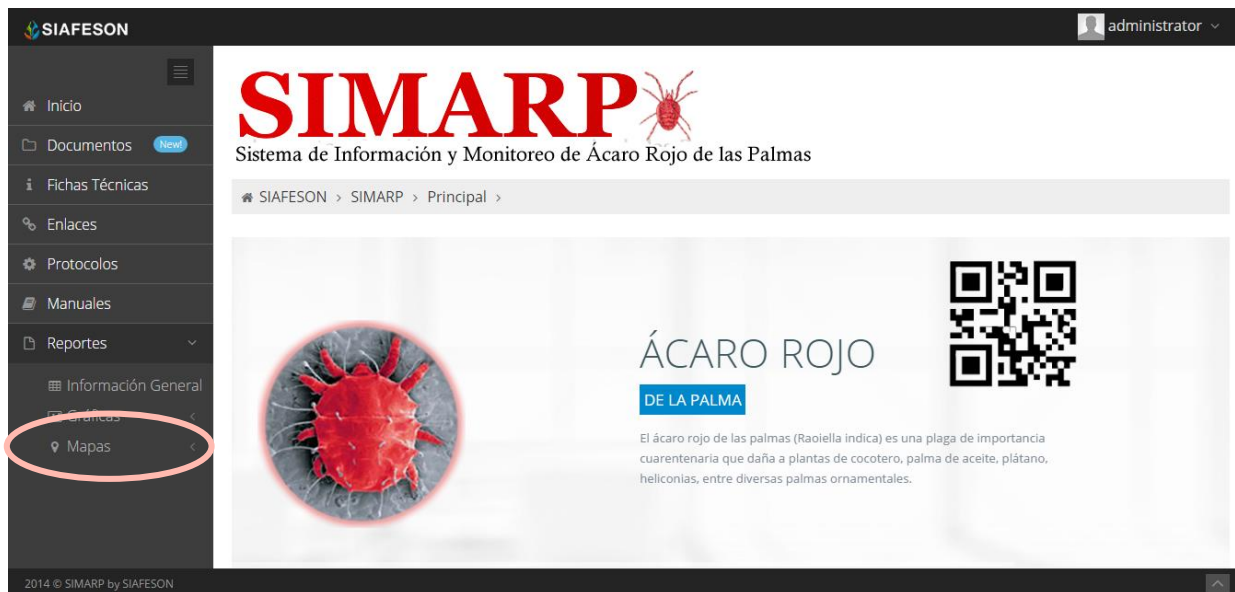 SIAFESON
administrator
Inicio
Documentos New!
Fichas Técnicas
Enlaces
Protocolos
Manuales
Reportes
Información General
Gráficas
Mapas
SIMARP
Sistema de Información y Monitoreo de Ácaro Rojo de las Palmas
SIAFESON > SIMARP > Principal >
ÁCARO ROJO
DE LA PALMA
El ácaro rojo de las palmas (Raoiella indica) es una plaga de importancia
cuarentenaria que daña a plantas de cocotero, palma de aceite, plátano,
heliconias, entre diversas palmas ornamentales.
2014 © SIMARP by SIAFESON